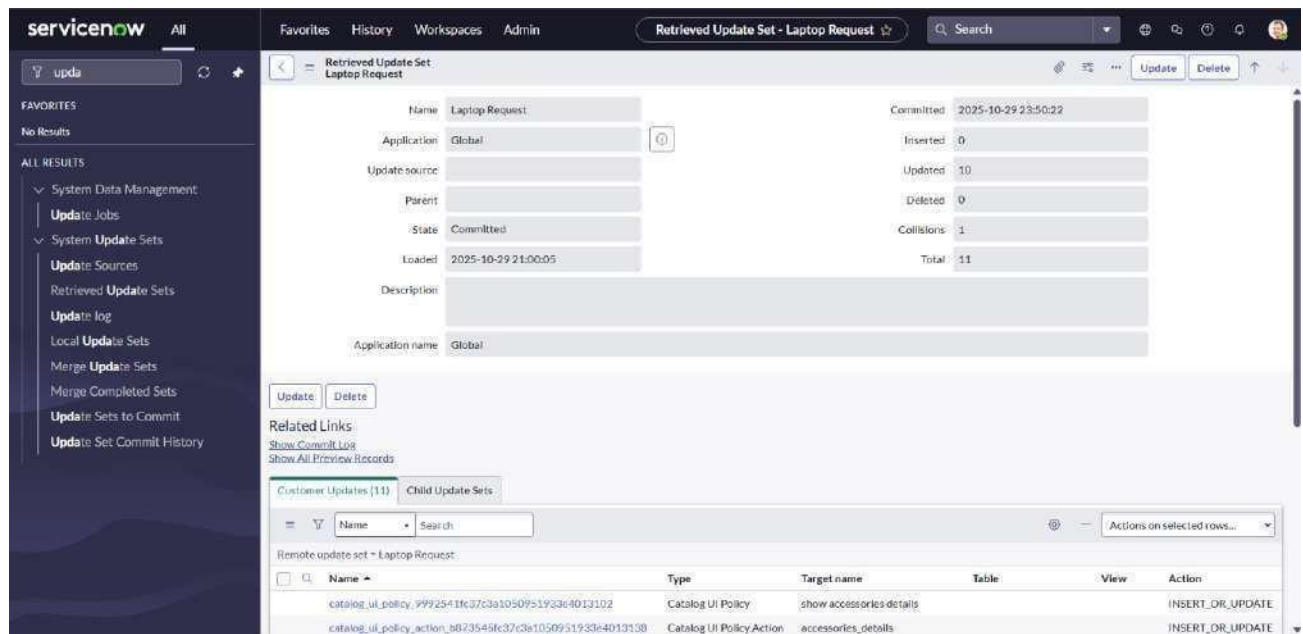 servicenow All Favorites History Workspaces Admin Retrieved Update Set - Laptop Request Search
upda
FAVORITES
No Results
ALL RESULTS
System Data Management
Update Jobs
System Update Sets
Update Sources
Retrieved Update Sets
Update log
Local Update Sets
Merge Update Sets
Merge Completed Sets
Update Sets to Commit
Update Set Commit History
Retrieved Update Set
Laptop Request
Update Delete
Name Laptop Request
Application Global
Update source
Parent
State Committed
Loaded 2025-10-29 21:00:05
Description
Application name Global
Committed 2025-10-29 23:50:22
Inserted 0
Updated 10
Deleted 0
Collisions 1
Total 11
Update Delete
Related Links
Show Commit Log
Show All Preview Records
Customer Updates (11) Child Update Sets
Name Search Actions on selected rows...
Remote update set = Laptop Request
Name Type Target name Table View Action
Catalog UI Policy show accessories details INSERT_OR_UPDATE
Catalog UI Policy Action accessories_details INSERT_OR_UPDATE